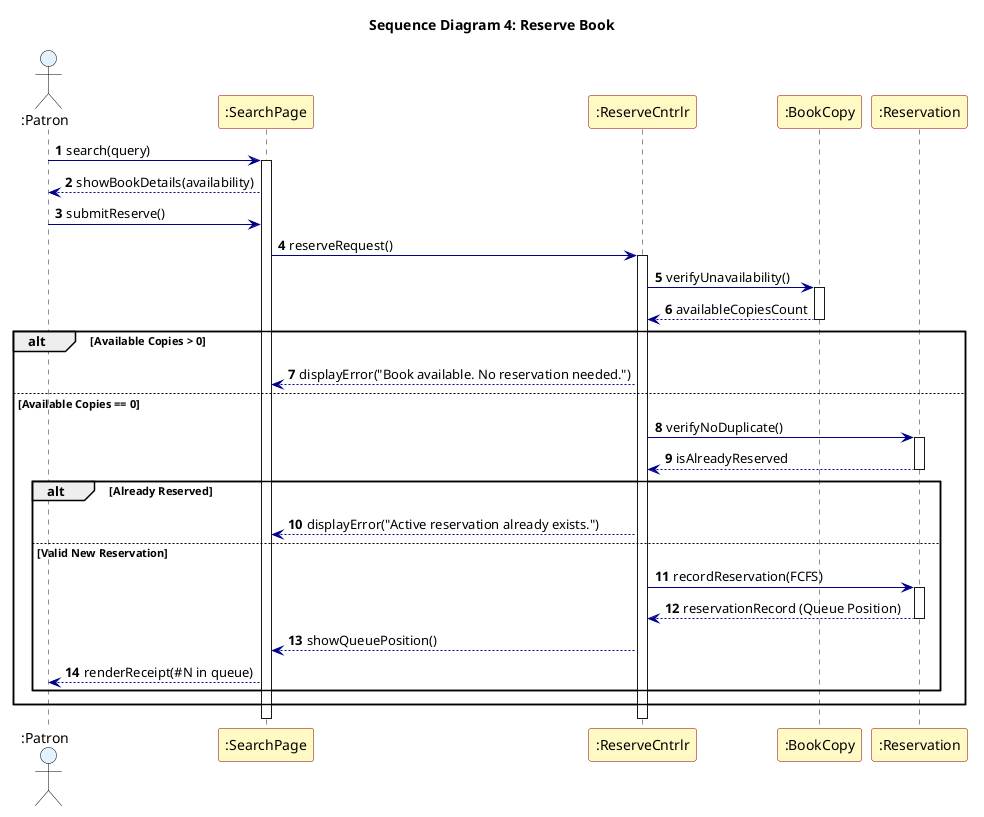 Sequence Diagram 4: Reserve Book
:Patron
:SearchPage
:ReserveCntrlr
:BookCopy
:Reservation
1 search(query)
2 showBookDetails(availability)
3 submitReserve()
4 reserveRequest()
5 verifyUnavailability()
6 availableCopiesCount
alt [Available Copies > 0]
7 displayError("Book available. No reservation needed.")
[Available Copies == 0]
8 verifyNoDuplicate()
9 isAlreadyReserved
alt [Already Reserved]
10 displayError("Active reservation already exists.")
[Valid New Reservation]
11 recordReservation(FCFS)
12 reservationRecord (Queue Position)
13 showQueuePosition()
14 renderReceipt(#N in queue)
:Patron
:SearchPage
:ReserveCntrlr
:BookCopy
:Reservation